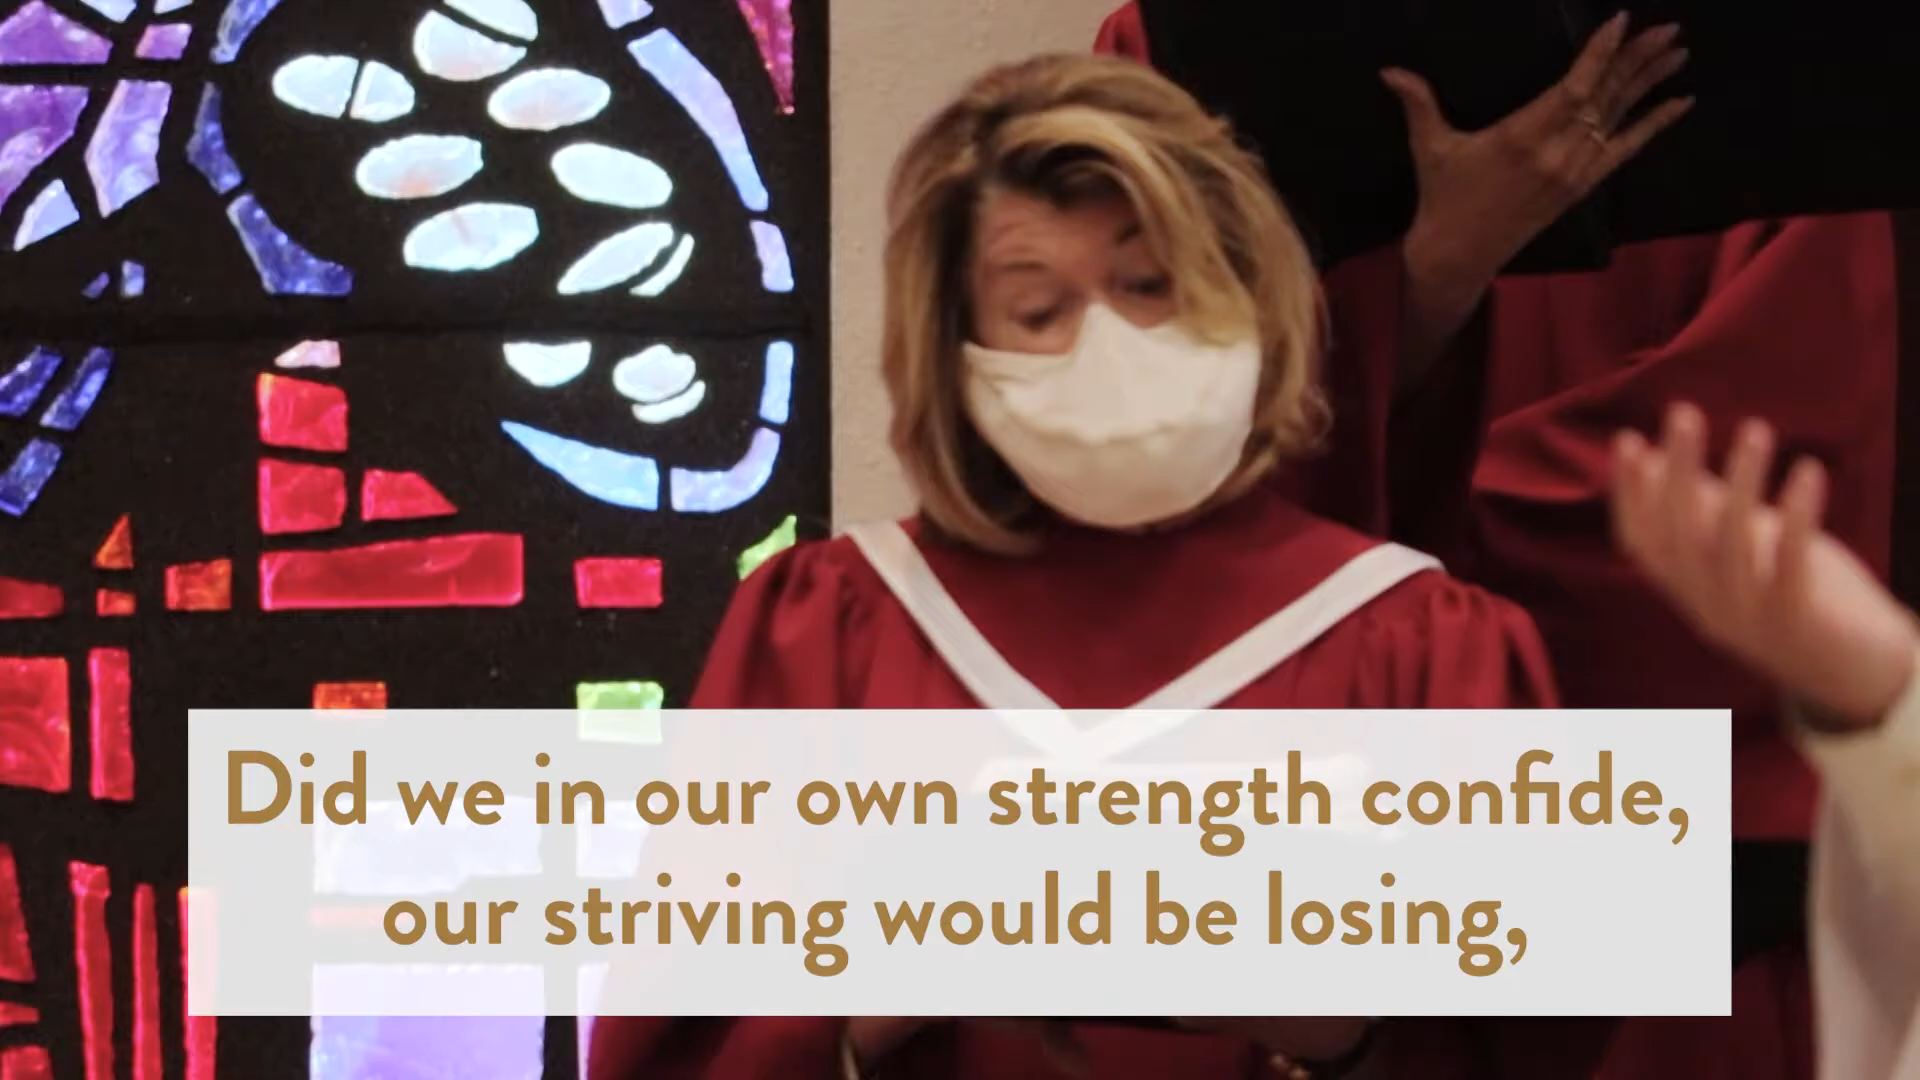 Did we in our own strength confide,
our striving would be losing,